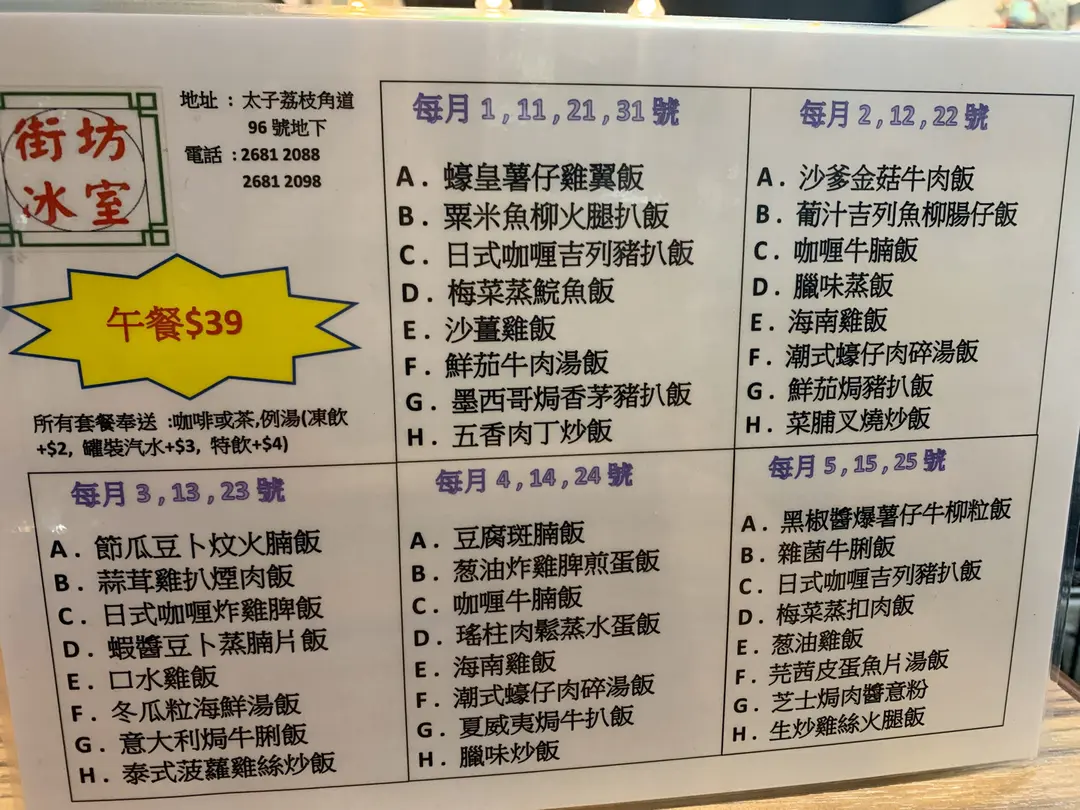 街坊
冰室
地址 : 太子荔枝角道
96 號地下
電話 : 2681 2088
2681 2098
午餐$39
所有套餐奉送 :咖啡或茶,例湯(凍飲
+$2, 罐裝汽水+$3, 特飲+$4)
每月 1 , 11 , 21 , 31 號
A . 蠔皇薯仔雞翼飯
B . 粟米魚柳火腿扒飯
C . 日式咖喱吉列豬扒飯
D . 梅菜蒸鯇魚飯
E . 沙薑雞飯
F . 鮮茄牛肉湯飯
G . 墨西哥焗香茅豬扒飯
H . 五香肉丁炒飯
每月 2 , 12 , 22 號
A . 沙爹金菇牛肉飯
B . 葡汁吉列魚柳腸仔飯
C . 咖喱牛腩飯
D . 臘味蒸飯
E . 海南雞飯
F . 潮式蠔仔肉碎湯飯
G . 鮮茄焗豬扒飯
H . 菜脯叉燒炒飯
每月 3 , 13 , 23 號
A . 節瓜豆卜炆火腩飯
B . 蒜茸雞扒煙肉飯
C . 日式咖喱炸雞脾飯
D . 蝦醬豆卜蒸腩片飯
E . 口水雞飯
F . 冬瓜粒海鮮湯飯
G . 意大利焗牛脷飯
H . 泰式菠蘿雞絲炒飯
每月 4 , 14 , 24 號
A . 豆腐斑腩飯
B . 葱油炸雞脾煎蛋飯
C . 咖喱牛腩飯
D . 瑤柱肉鬆蒸水蛋飯
E . 海南雞飯
F . 潮式蠔仔肉碎湯飯
G . 夏威夷焗牛扒飯
H . 臘味炒飯
每月 5 , 15 , 25 號
A . 黑椒醬爆薯仔牛柳粒飯
B . 雜菌牛脷飯
C . 日式咖喱吉列豬扒飯
D . 梅菜蒸扣肉飯
E . 葱油雞飯
F . 芫茜皮蛋魚片湯飯
G . 芝士焗肉醬意粉
H . 生炒雞絲火腿飯